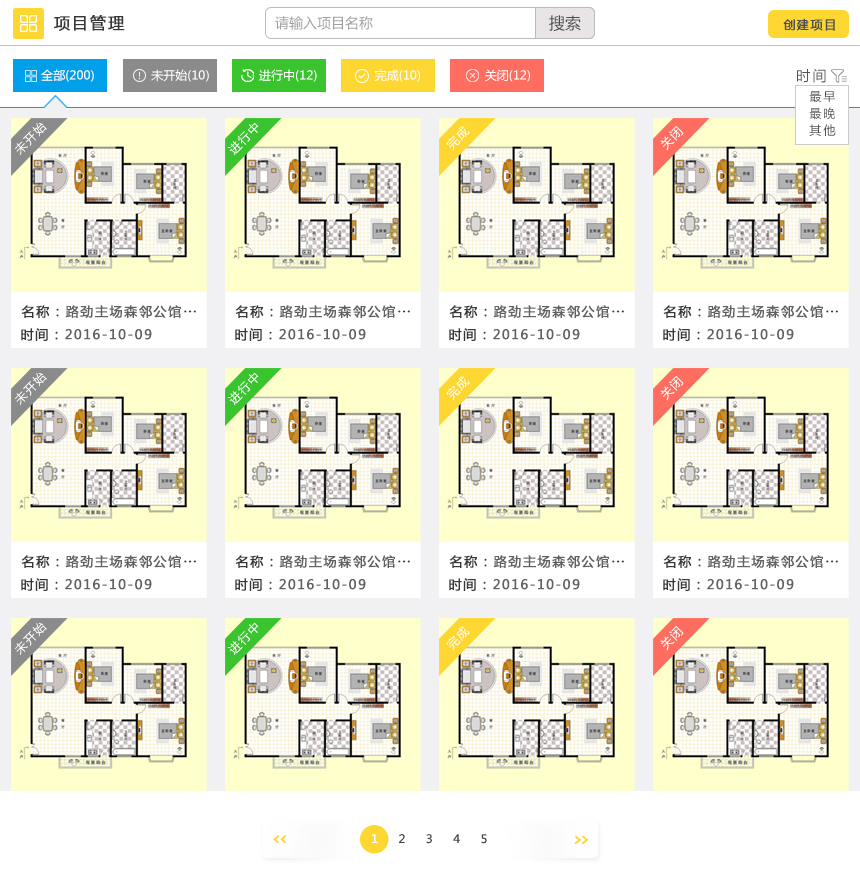 项目管理
请输入项目名称
搜索
创建项目
全部(200)
未开始(10)
进行中(12)
完成(10)
关闭(12)
时间
最早
最晚
其他
未开始
进行中
完成
关闭
名称：路劲主场森邻公馆…
时间：2016-10-09
名称：路劲主场森邻公馆…
时间：2016-10-09
名称：路劲主场森邻公馆…
时间：2016-10-09
名称：路劲主场森邻公馆…
时间：2016-10-09
未开始
进行中
完成
关闭
名称：路劲主场森邻公馆…
时间：2016-10-09
名称：路劲主场森邻公馆…
时间：2016-10-09
名称：路劲主场森邻公馆…
时间：2016-10-09
名称：路劲主场森邻公馆…
时间：2016-10-09
未开始
进行中
完成
关闭
<< 1 2 3 4 5 >>